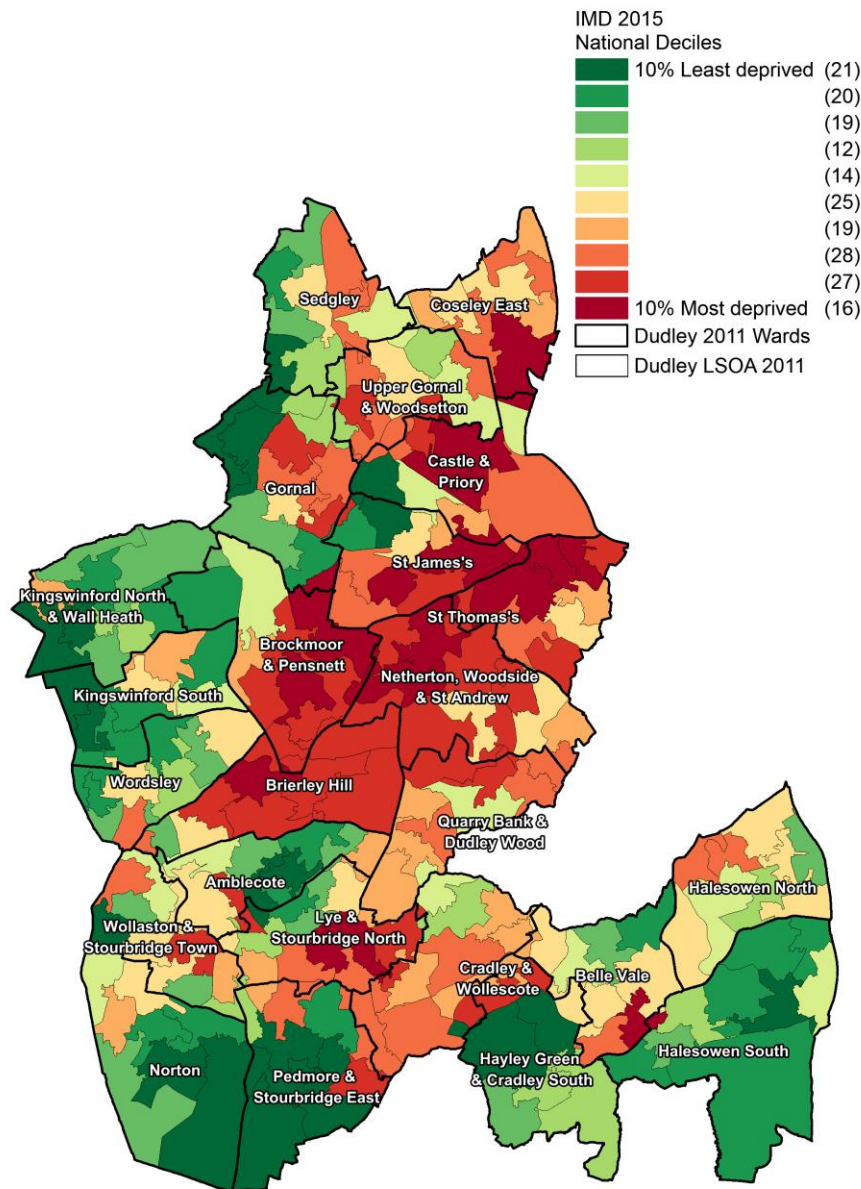 IMD 2015
National Deciles
10% Least deprived (21)
(20)
(19)
(12)
(14)
(25)
(19)
(28)
(27)
10% Most deprived (16)
Dudley 2011 Wards
Dudley LSOA 2011
Sedgley
Coseley East
Upper Gornal
& Woodsetton
Castle &
Priory
Gornal
St James's
Kingswinford North
& Wall Heath
St Thomas's
Brockmoor
& Pensnett
Netherton, Woodside
& St Andrew
Kingswinford South
Wordsley
Brierley Hill
Quarry Bank &
Dudley Wood
Amblecote
Halesowen North
Wollaston &
Stourbridge Town
Lye &
Stourbridge North
Cradley &
Wollescote
Belle Vale
Halesowen South
Norton
Pedmore &
Stourbridge East
Hayley Green
& Cradley South